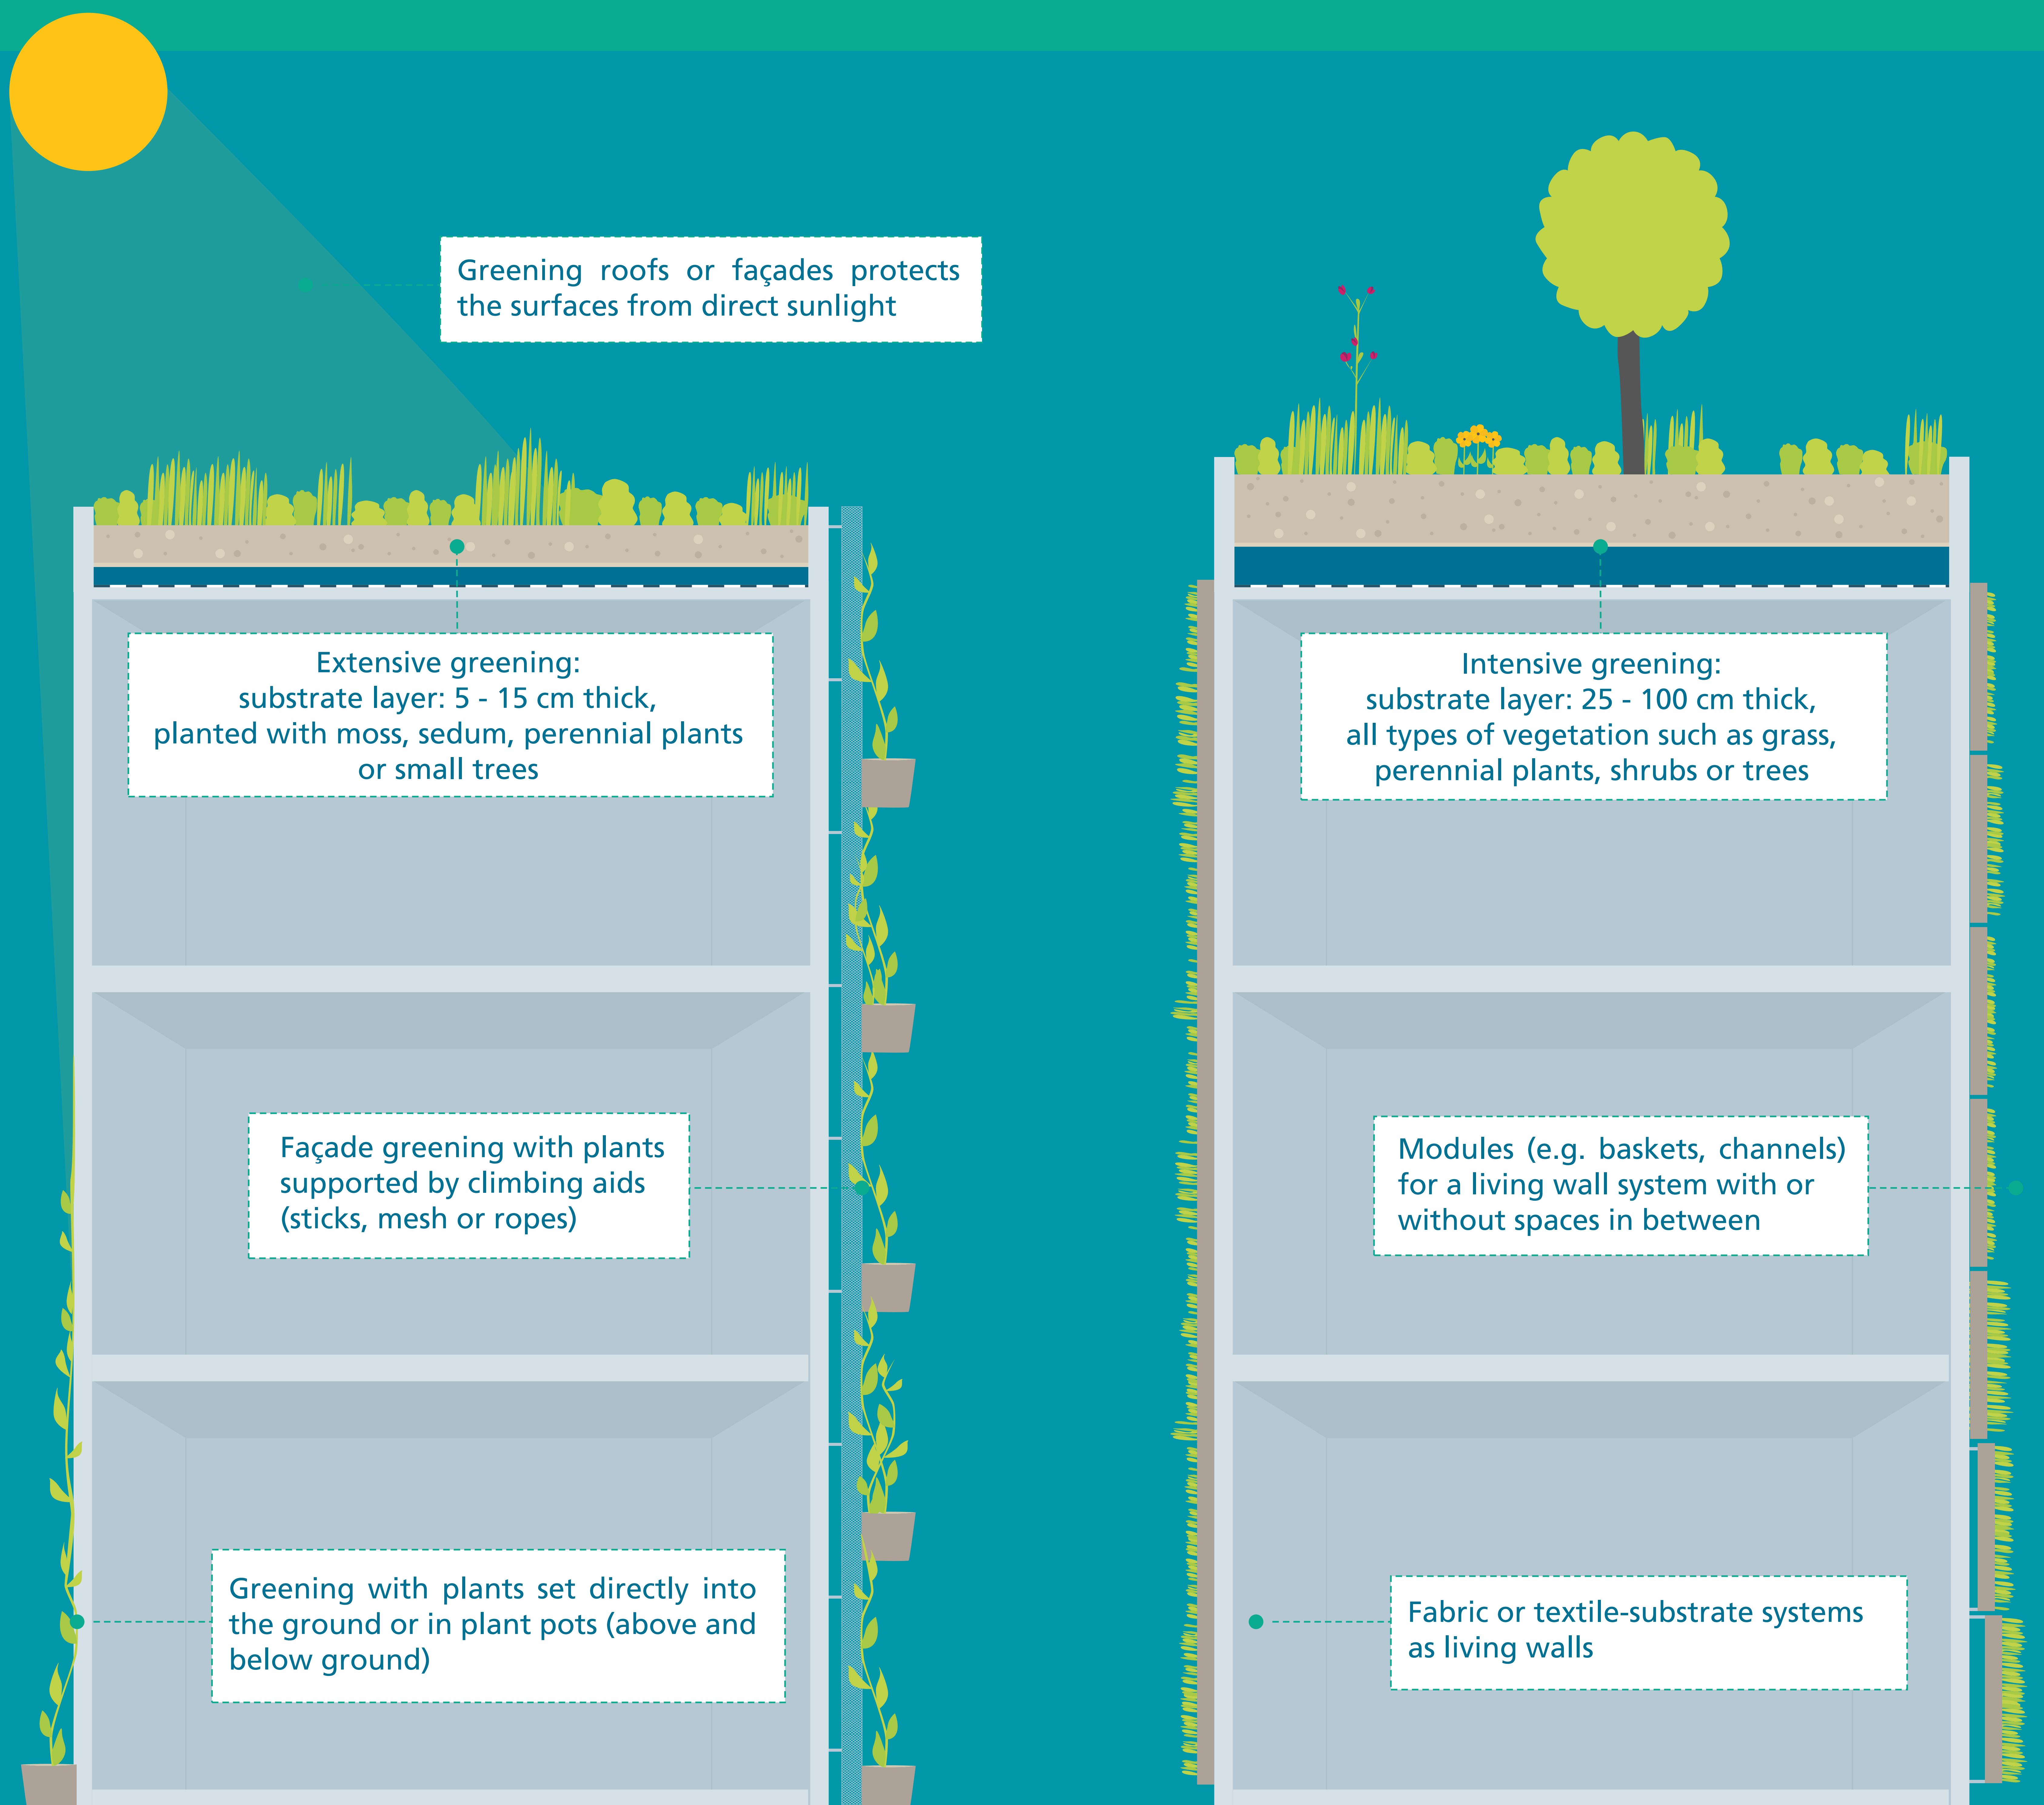 Greening roofs or façades protects
the surfaces from direct sunlight
Extensive greening:
substrate layer: 5 - 15 cm thick,
planted with moss, sedum, perennial plants
or small trees
Intensive greening:
substrate layer: 25 - 100 cm thick,
all types of vegetation such as grass,
perennial plants, shrubs or trees
Façade greening with plants
supported by climbing aids
(sticks, mesh or ropes)
Modules (e.g. baskets, channels)
for a living wall system with or
without spaces in between
Greening with plants set directly into
the ground or in plant pots (above and
below ground)
Fabric or textile-substrate systems
as living walls